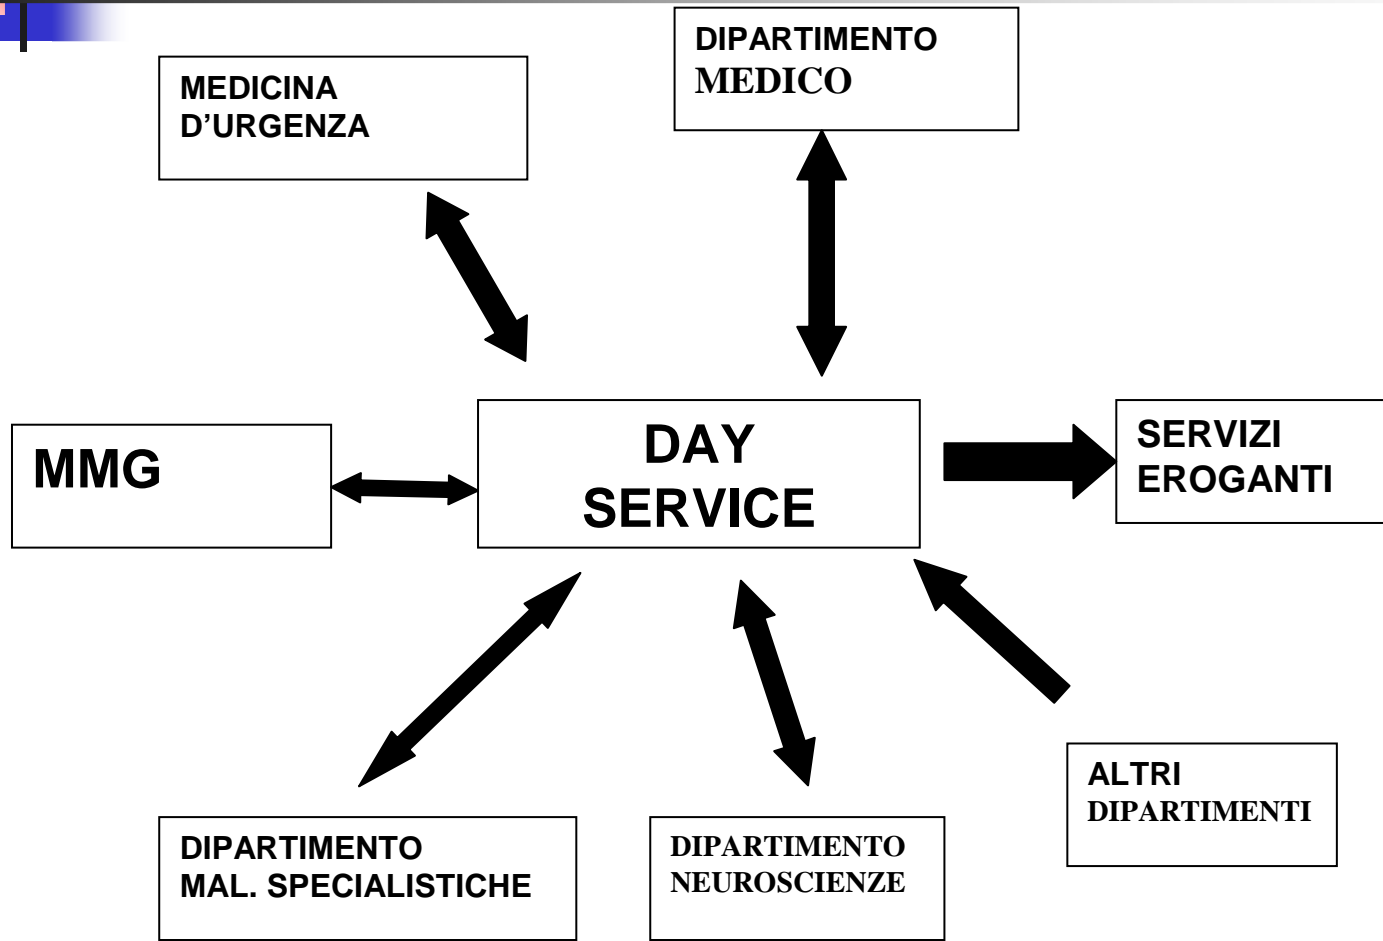 DIPARTIMENTO
MEDICO
MEDICINA
D'URGENZA
DAY
SERVICE
MMG
SERVIZI
EROGANTI
ALTRI
DIPARTIMENTI
DIPARTIMENTO
MAL. SPECIALISTICHE
DIPARTIMENTO
NEUROSCIENZE